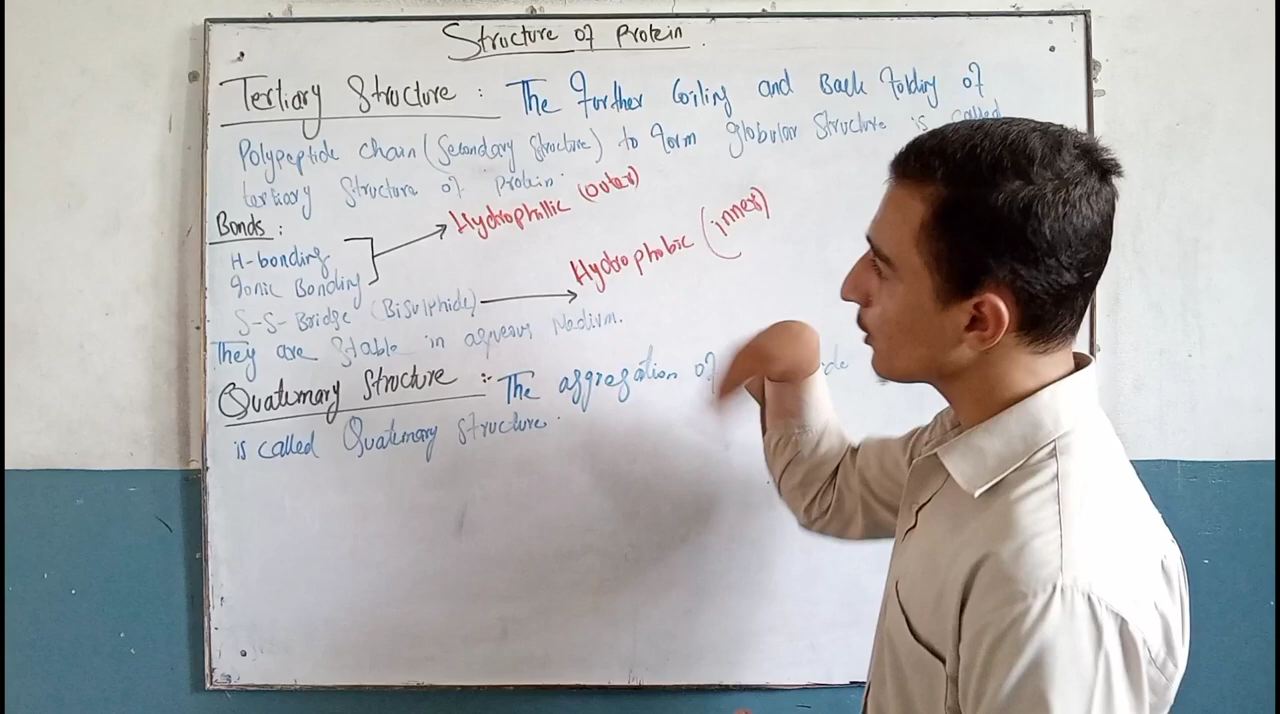 Structure of Protein.
Tertiary Structure : The Further Coiling and Back Folding of
Polypeptide chain (Secondary Structure) to Form globular Structure is called
tertiary Structure of Protein.
Bonds :
H-bonding
Ionic Bonding
Hydrophillic (outer)
S-S-Bridge (Bisulphide)
Hydrophobic (inner)
They are Stable in aqueous Medium.
Quaternary Structure :- The aggregation of
is called Quaternary Structure.